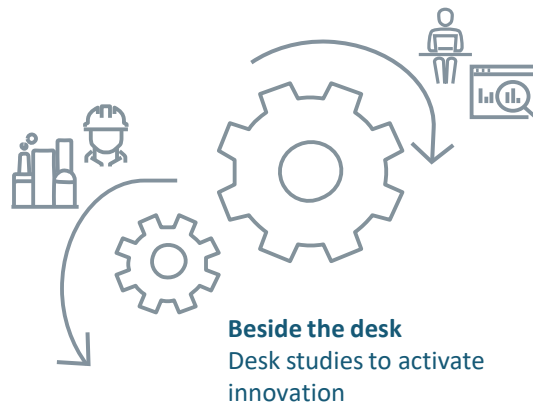 Beside the desk
Desk studies to activate
innovation